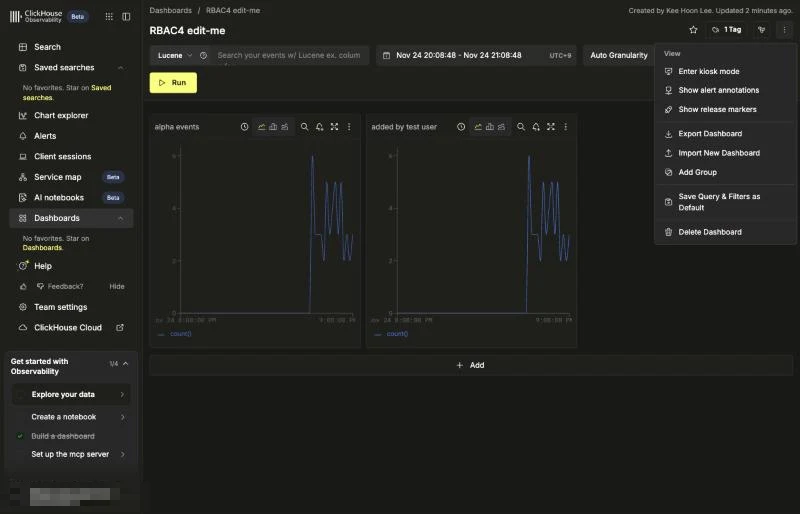 ClickHouse
Observability
Beta
Search
Saved searches
No favorites. Star on Saved
searches.
Chart explorer
Alerts
Client sessions
Service map
Beta
AI notebooks
Beta
Dashboards
No favorites. Star on
Dashboards.
Help
Feedback?
Hide
Team settings
ClickHouse Cloud
Get started with
Observability
1/4
Explore your data
Create a notebook
Build a dashboard
Set up the mcp server
Dashboards / RBAC4 edit-me
Created by Kee Hoon Lee. Updated 2 minutes ago.
RBAC4 edit-me
1 Tag
Lucene
Search your events w/ Lucene ex. colum
Nov 24 20:08:48 - Nov 24 21:08:48
UTC+9
Auto Granularity
Run
View
Enter kiosk mode
Show alert annotations
Show release markers
Export Dashboard
Import New Dashboard
Add Group
Save Query & Filters as
Default
Delete Dashboard
alpha events
6
4
2
0
9:00:00 PM
count()
added by test user
6
4
2
0
9:00:00 PM
count()
Add